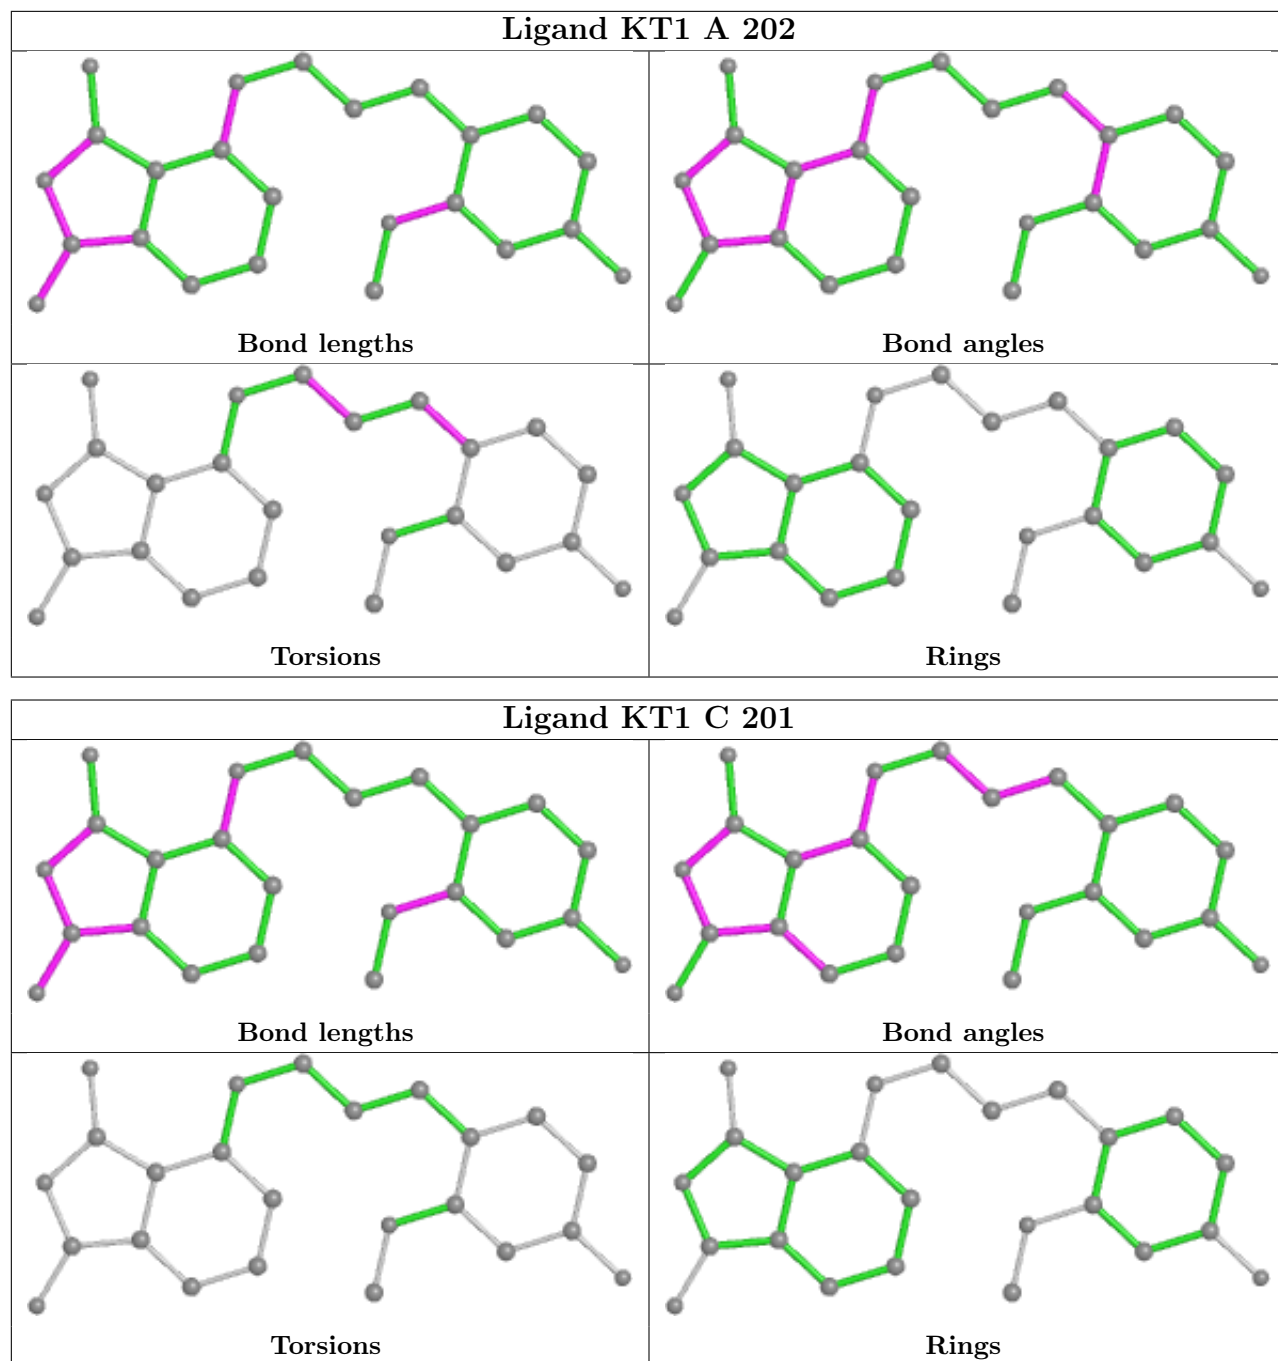 Ligand KT1 A 202
Bond lengths
Bond angles
Torsions
Rings
Ligand KT1 C 201
Bond lengths
Bond angles
Torsions
Rings